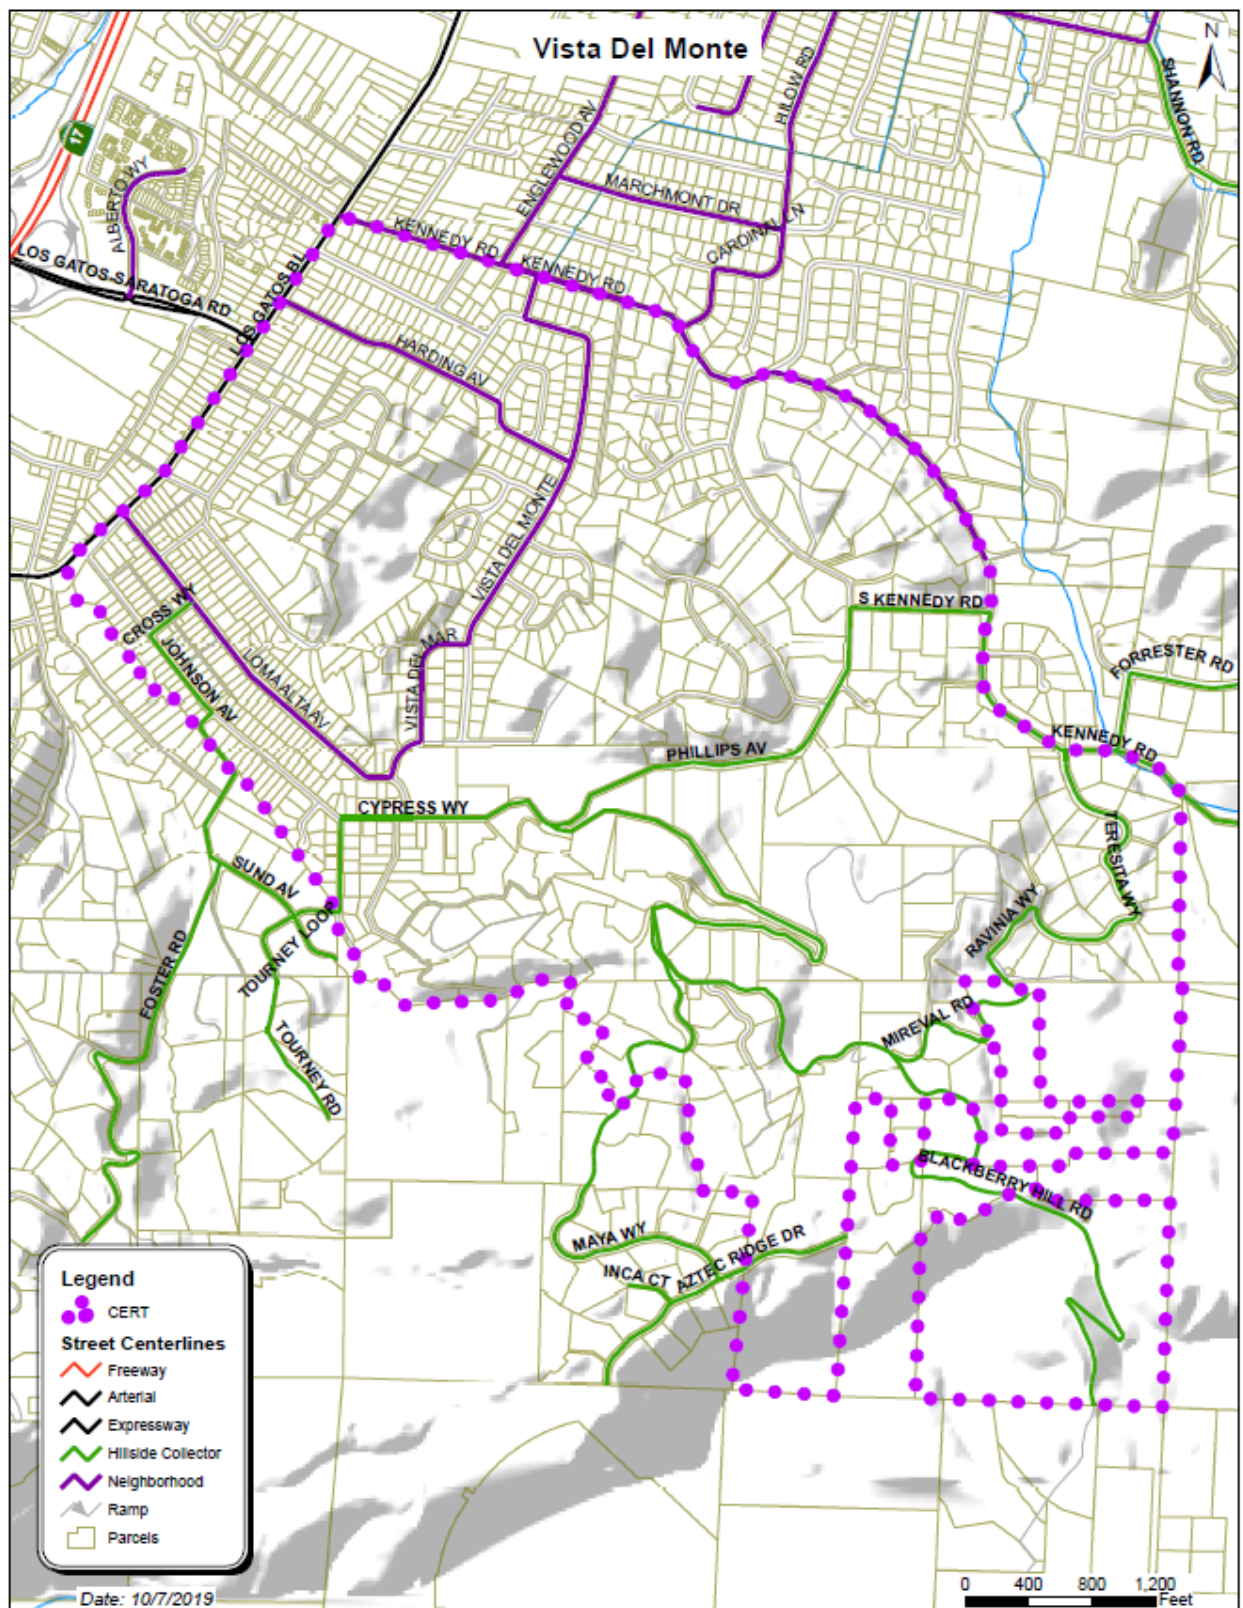 Vista Del Monte
N
SHANNON RD
HILOW RD
ENGLEWOOD AV
17
ALBERTO WY
MARCHMONT DR
CARDINAL LN
KENNEDY RD
KENNEDY RD
LOS GATOS-SARATOGA RD
LOS GATOS BL
HARDING AV
VISTA DEL MONTE
S KENNEDY RD
CROSS WY
JOHNSON AV
LOMA ALTA AV
VISTA DEL MAR
FORRESTER RD
KENNEDY RD
PHILLIPS AV
CYPRESS WY
TERESITA WY
SUND AV
RAVINIA WY
TOURNEY LOOP
FOSTER RD
MIREVAL RD
TOURNEY RD
BLACKBERRY HILL RD
MAYA WY
INCA CT
AZTEC RIDGE DR
Legend
CERT
Street Centerlines
Freeway
Arterial
Expressway
Hillside Collector
Neighborhood
Ramp
Parcels
Date: 10/7/2019
0 400 800 1,200
Feet